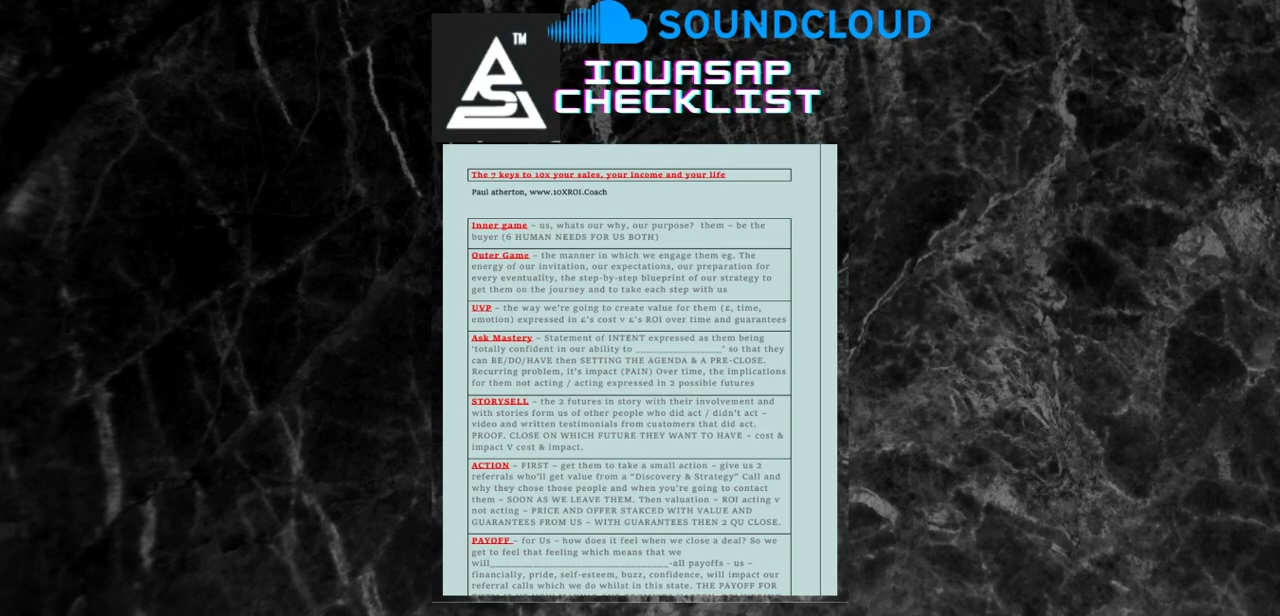 SOUNDCLOUD
TM
IOUASAP
CHECKLIST
The 7 keys to 10x your sales, your income and your life
Paul atherton, www.10XROI.Coach
Inner game – us, whats our why, our purpose? them – be the
buyer (6 HUMAN NEEDS FOR US BOTH)
Outer Game – the manner in which we engage them eg. The
energy of our invitation, our expectations, our preparation for
every eventuality, the step-by-step blueprint of our strategy to
get them on the journey and to take each step with us
UVP – the way we're going to create value for them (£, time,
emotion) expressed in £'s cost v £'s ROI over time and guarantees
Ask Mastery – Statement of INTENT expressed as them being
'totally confident in our ability to __________________' so that they
can BE/DO/HAVE then SETTING THE AGENDA & A PRE-CLOSE.
Recurring problem, it's impact (PAIN) Over time, the implications
for them not acting / acting expressed in 2 possible futures
STORYSELL – the 2 futures in story with their involvement and
with stories form us of other people who did act / didn't act –
video and written testimonials from customers that did act.
PROOF. CLOSE ON WHICH FUTURE THEY WANT TO HAVE – cost &
impact V cost & impact.
ACTION – FIRST – get them to take a small action – give us 2
referrals who'll get value from a "Discovery & Strategy" Call and
why they chose those people and when you're going to contact
them – SOON AS WE LEAVE THEM. Then valuation – ROI acting v
not acting – PRICE AND OFFER STAKCED WITH VALUE AND
GUARANTEES FROM US – WITH GUARANTEES THEN 2 QU CLOSE.
PAYOFF – for Us – how does it feel when we close a deal? So we
get to feel that feeling which means that we
will_____________________________________-all payoffs - us –
financially, pride, self-esteem, buzz, confidence, will impact our
referral calls which we do whilst in this state. THE PAYOFF FOR